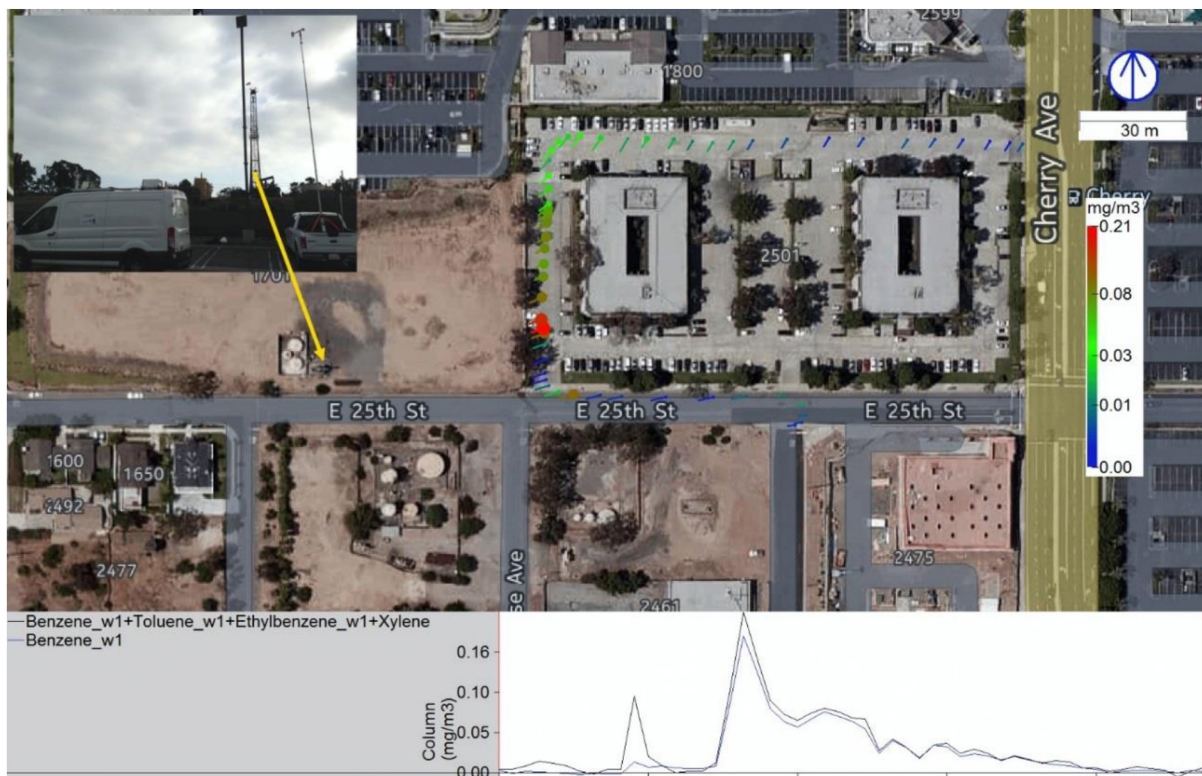 2599
1800
30 m
Cherry Ave
Cherry
mg/m3
0.21
0.08
0.03
0.01
0.00
1701
2501
E 25th St
E 25th St
E 25th St
1600
1650
2492
2477
2475
se Ave
2461
Benzene_w1+Toluene_w1+Ethylbenzene_w1+Xylene
Benzene_w1
Column
(mg/m3)
0.16
0.10
0.05
0.00